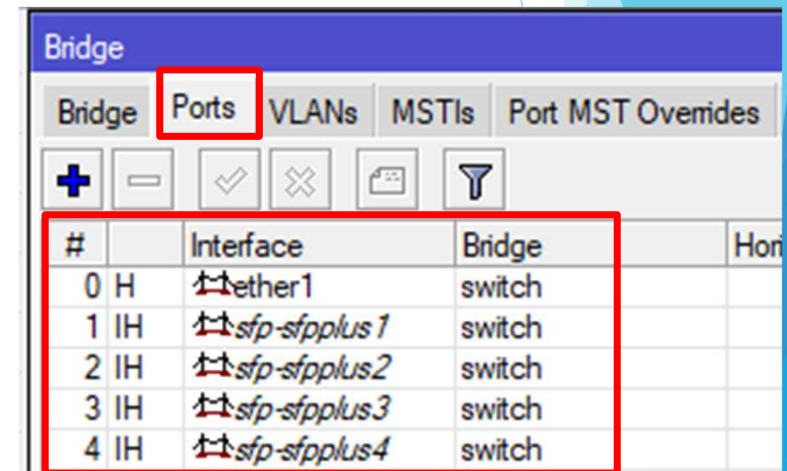 Bridge
Bridge Ports VLANs MSTIs Port MST Overrides
# Interface Bridge
0 H ether1 switch
1 IH sfp-sfpplus1 switch
2 IH sfp-sfpplus2 switch
3 IH sfp-sfpplus3 switch
4 IH sfp-sfpplus4 switch